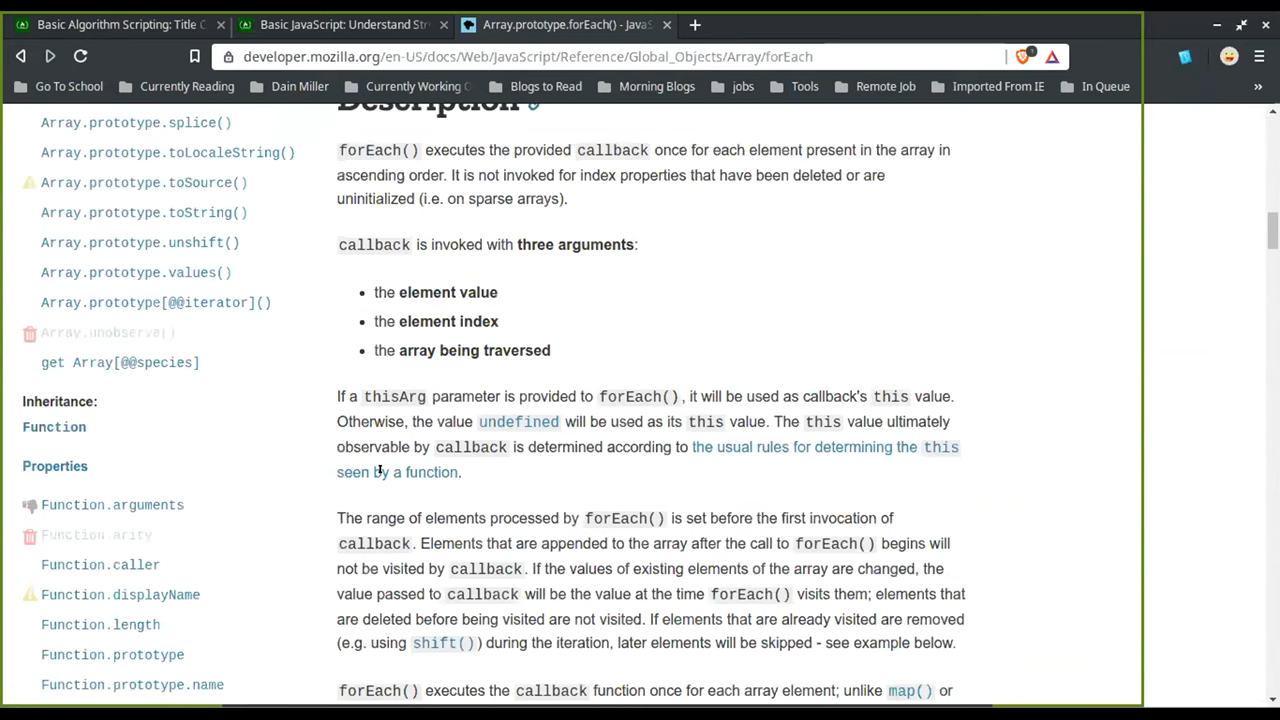 Basic Algorithm Scripting: Title C
Basic JavaScript: Understand Str
Array.prototype.forEach() - JavaS
developer.mozilla.org/en-US/docs/Web/JavaScript/Reference/Global_Objects/Array/forEach
1
Go To School
Currently Reading
Dain Miller
Currently Working O
Blogs to Read
Morning Blogs
jobs
Tools
Remote Job
Imported From IE
In Queue
»
Array.prototype.splice()
Array.prototype.toLocaleString()
Array.prototype.toSource()
Array.prototype.toString()
Array.prototype.unshift()
Array.prototype.values()
Array.prototype[@@iterator]()
Array.unobserve()
get Array[@@species]
Inheritance:
Function
Properties
Function.arguments
Function.arity
Function.caller
Function.displayName
Function.length
Function.prototype
Function.prototype.name
Description
forEach() executes the provided callback once for each element present in the array in
ascending order. It is not invoked for index properties that have been deleted or are
uninitialized (i.e. on sparse arrays).
callback is invoked with three arguments:
• the element value
• the element index
• the array being traversed
If a thisArg parameter is provided to forEach(), it will be used as callback's this value.
Otherwise, the value undefined will be used as its this value. The this value ultimately
observable by callback is determined according to the usual rules for determining the this
seen by a function.
The range of elements processed by forEach() is set before the first invocation of
callback. Elements that are appended to the array after the call to forEach() begins will
not be visited by callback. If the values of existing elements of the array are changed, the
value passed to callback will be the value at the time forEach() visits them; elements that
are deleted before being visited are not visited. If elements that are already visited are removed
(e.g. using shift()) during the iteration, later elements will be skipped - see example below.
forEach() executes the callback function once for each array element; unlike map() or